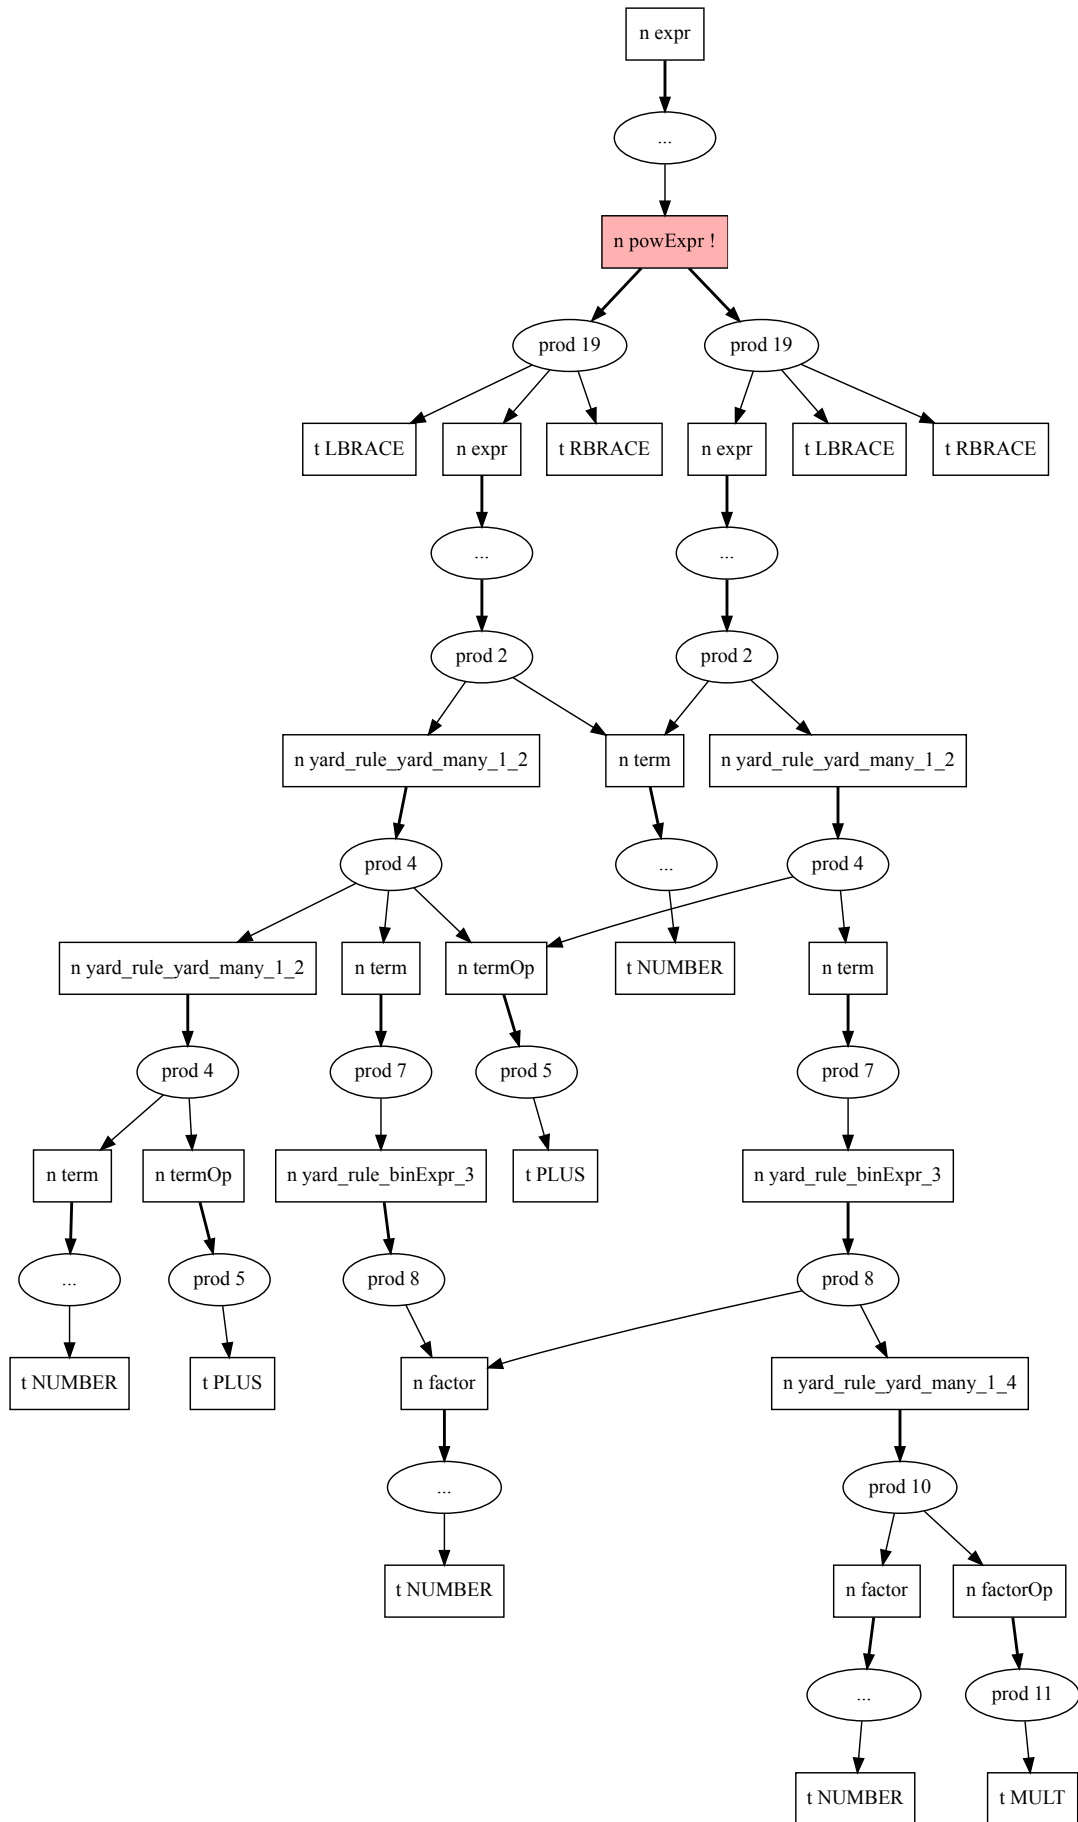 n expr
...
n powExpr !
prod 19
prod 19
t LBRACE
n expr
t RBRACE
n expr
t LBRACE
t RBRACE
...
...
prod 2
prod 2
n yard_rule_yard_many_1_2
n term
n yard_rule_yard_many_1_2
prod 4
...
prod 4
n yard_rule_yard_many_1_2
n term
n termOp
t NUMBER
n term
prod 4
prod 7
prod 5
prod 7
n term
n termOp
n yard_rule_binExpr_3
t PLUS
n yard_rule_binExpr_3
...
prod 5
prod 8
prod 8
t NUMBER
t PLUS
n factor
n yard_rule_yard_many_1_4
...
prod 10
t NUMBER
n factor
n factorOp
...
prod 11
t NUMBER
t MULT